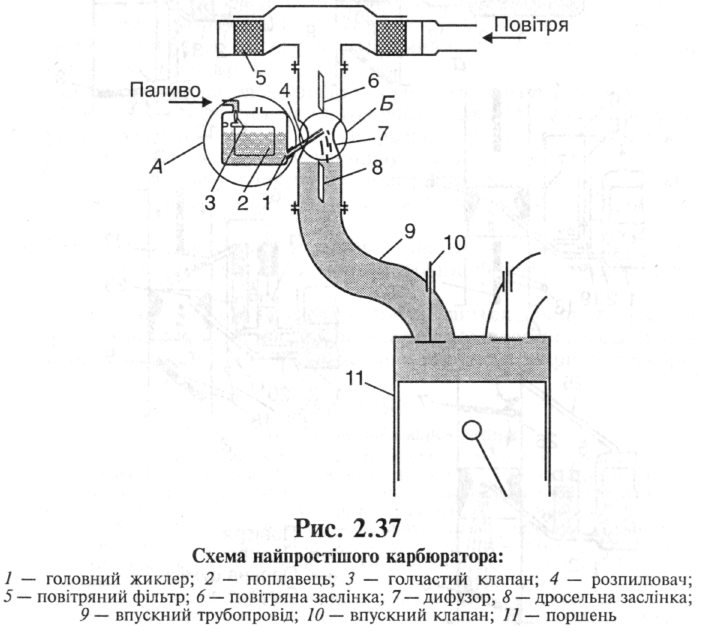 Повітря
5
6
Паливо
4
Б
7
А
8
3
2
1
9
10
11
Рис. 2.37
Схема найпростішого карбюратора:
1 — головний жиклер; 2 — поплавець; 3 — голчастий клапан; 4 — розпилювач;
5 — повітряний фільтр; 6 — повітряна заслінка; 7 — дифузор; 8 — дросельна заслінка;
9 — впускний трубопровід; 10 — впускний клапан; 11 — поршень